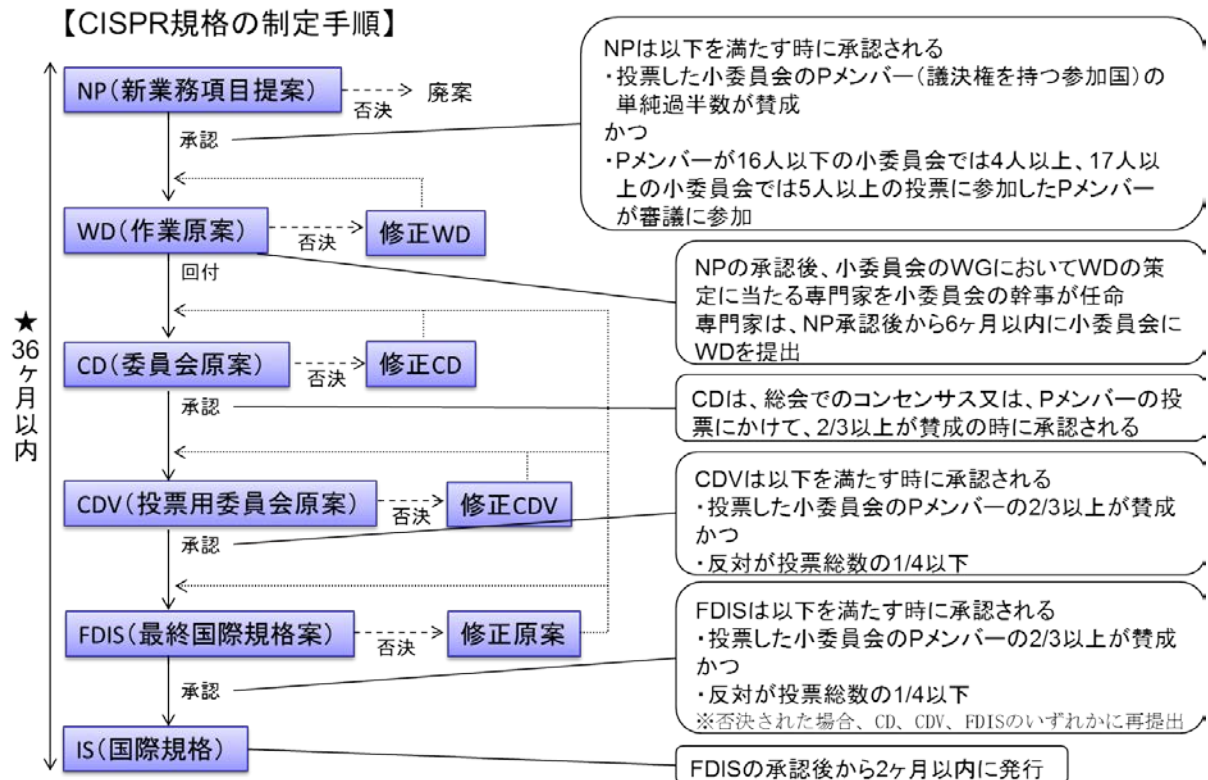 【CISPR規格の制定手順】
NP(新業務項目提案)
否決
廃案
承認
NPは以下を満たす時に承認される
・投票した小委員会のPメンバー(議決権を持つ参加国)の
単純過半数が賛成
かつ
・Pメンバーが16人以下の小委員会では4人以上、17人以
上の小委員会では5人以上の投票に参加したPメンバー
が審議に参加
WD(作業原案)
否決
修正WD
回付
NPの承認後、小委員会のWGにおいてWDの策
定に当たる専門家を小委員会の幹事が任命
専門家は、NP承認後から6ヶ月以内に小委員会に
WDを提出
★36ヶ月以内
CD(委員会原案)
否決
修正CD
承認
CDは、総会でのコンセンサス又は、Pメンバーの投
票にかけて、2/3以上が賛成の時に承認される
CDV(投票用委員会原案)
否決
修正CDV
承認
CDVは以下を満たす時に承認される
・投票した小委員会のPメンバーの2/3以上が賛成
かつ
・反対が投票総数の1/4以下
FDIS(最終国際規格案)
否決
修正原案
承認
FDISは以下を満たす時に承認される
・投票した小委員会のPメンバーの2/3以上が賛成
かつ
・反対が投票総数の1/4以下
※否決された場合、CD、CDV、FDISのいずれかに再提出
IS(国際規格)
FDISの承認後から2ヶ月以内に発行